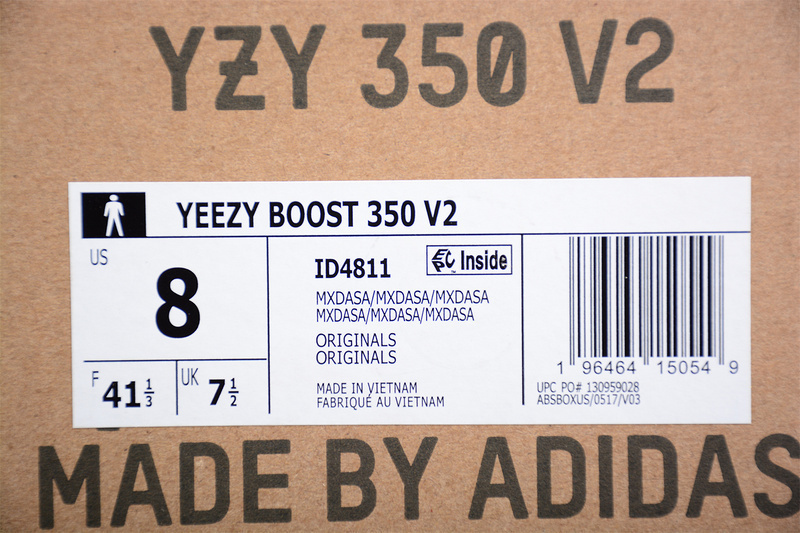 YZY 350 V2
YEEZY BOOST 350 V2
US
8
F 41 1/3
UK 7 1/2
ID4811
EPC Inside
™
MXDASA/MXDASA/MXDASA
MXDASA/MXDASA/MXDASA
ORIGINALS
ORIGINALS
MADE IN VIETNAM
FABRIQUÉ AU VIETNAM
1 96464 15054 9
UPC PO# 130959028
ABSBOXUS/0517/V03
MADE BY ADIDAS